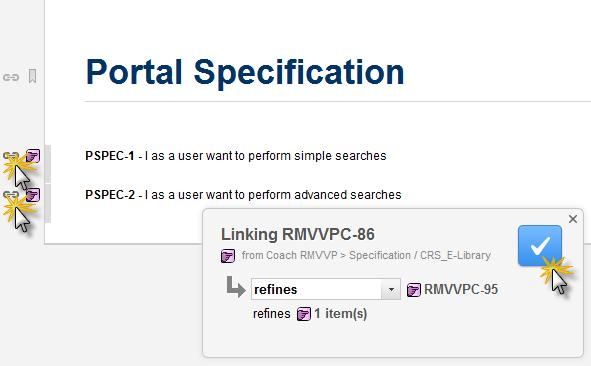 Portal Specification
PSPEC-1 - I as a user want to perform simple searches
PSPEC-2 - I as a user want to perform advanced searches
Linking RMVVPC-86
from Coach RMVVP > Specification / CRS_E-Library
refines RMVVPC-95
refines 1 item(s)